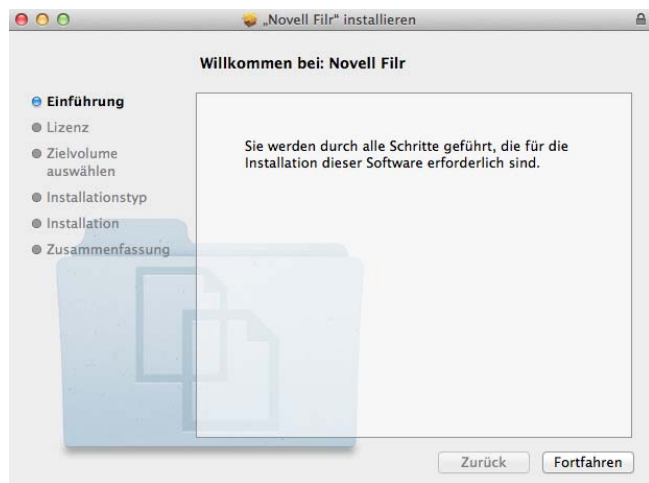 „Novell Filr“ installieren
Willkommen bei: Novell Filr
Einführung
Lizenz
Zielvolume
auswählen
Installationstyp
Installation
Zusammenfassung
Sie werden durch alle Schritte geführt, die für die
Installation dieser Software erforderlich sind.
Zurück
Fortfahren